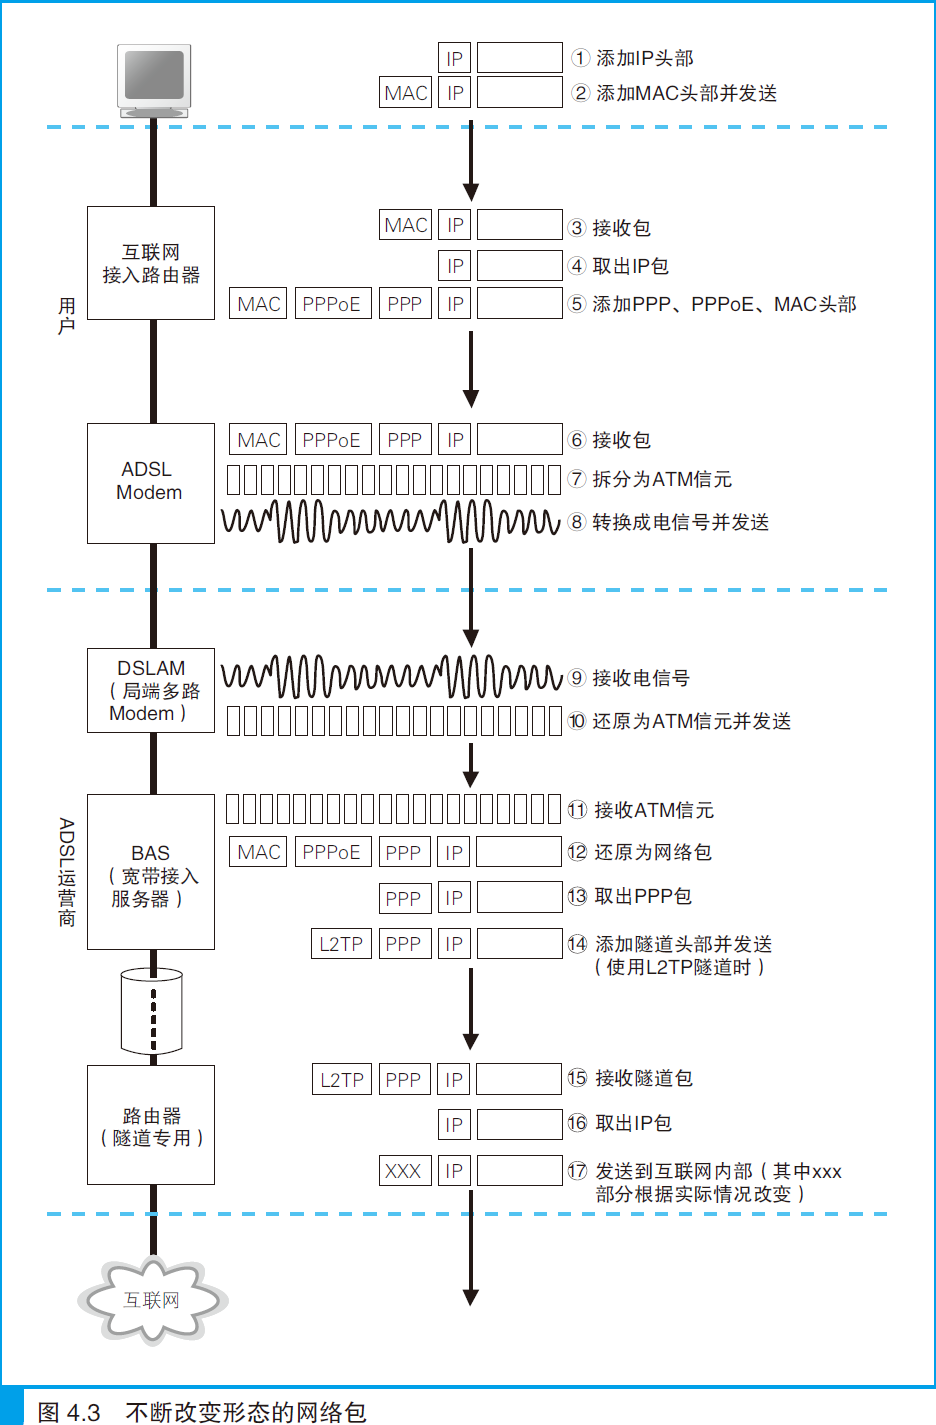 IP ① 添加IP头部
MAC IP ② 添加MAC头部并发送
用户
互联网
接入路由器
MAC IP ③ 接收包
IP ④ 取出IP包
MAC PPPoE PPP IP ⑤ 添加PPP、PPPoE、MAC头部
ADSL
Modem
MAC PPPoE PPP IP ⑥ 接收包
⑦ 拆分为ATM信元
⑧ 转换成电信号并发送
DSLAM
（局端多路
Modem）
⑨ 接收电信号
⑩ 还原为ATM信元并发送
ADSL运营商
BAS
（宽带接入
服务器）
⑪ 接收ATM信元
MAC PPPoE PPP IP ⑫ 还原为网络包
PPP IP ⑬ 取出PPP包
L2TP PPP IP ⑭ 添加隧道头部并发送
（使用L2TP隧道时）
路由器
（隧道专用）
L2TP PPP IP ⑮ 接收隧道包
IP ⑯ 取出IP包
XXX IP ⑰ 发送到互联网内部（其中xxx
部分根据实际情况改变）
互联网
图 4.3 不断改变形态的网络包